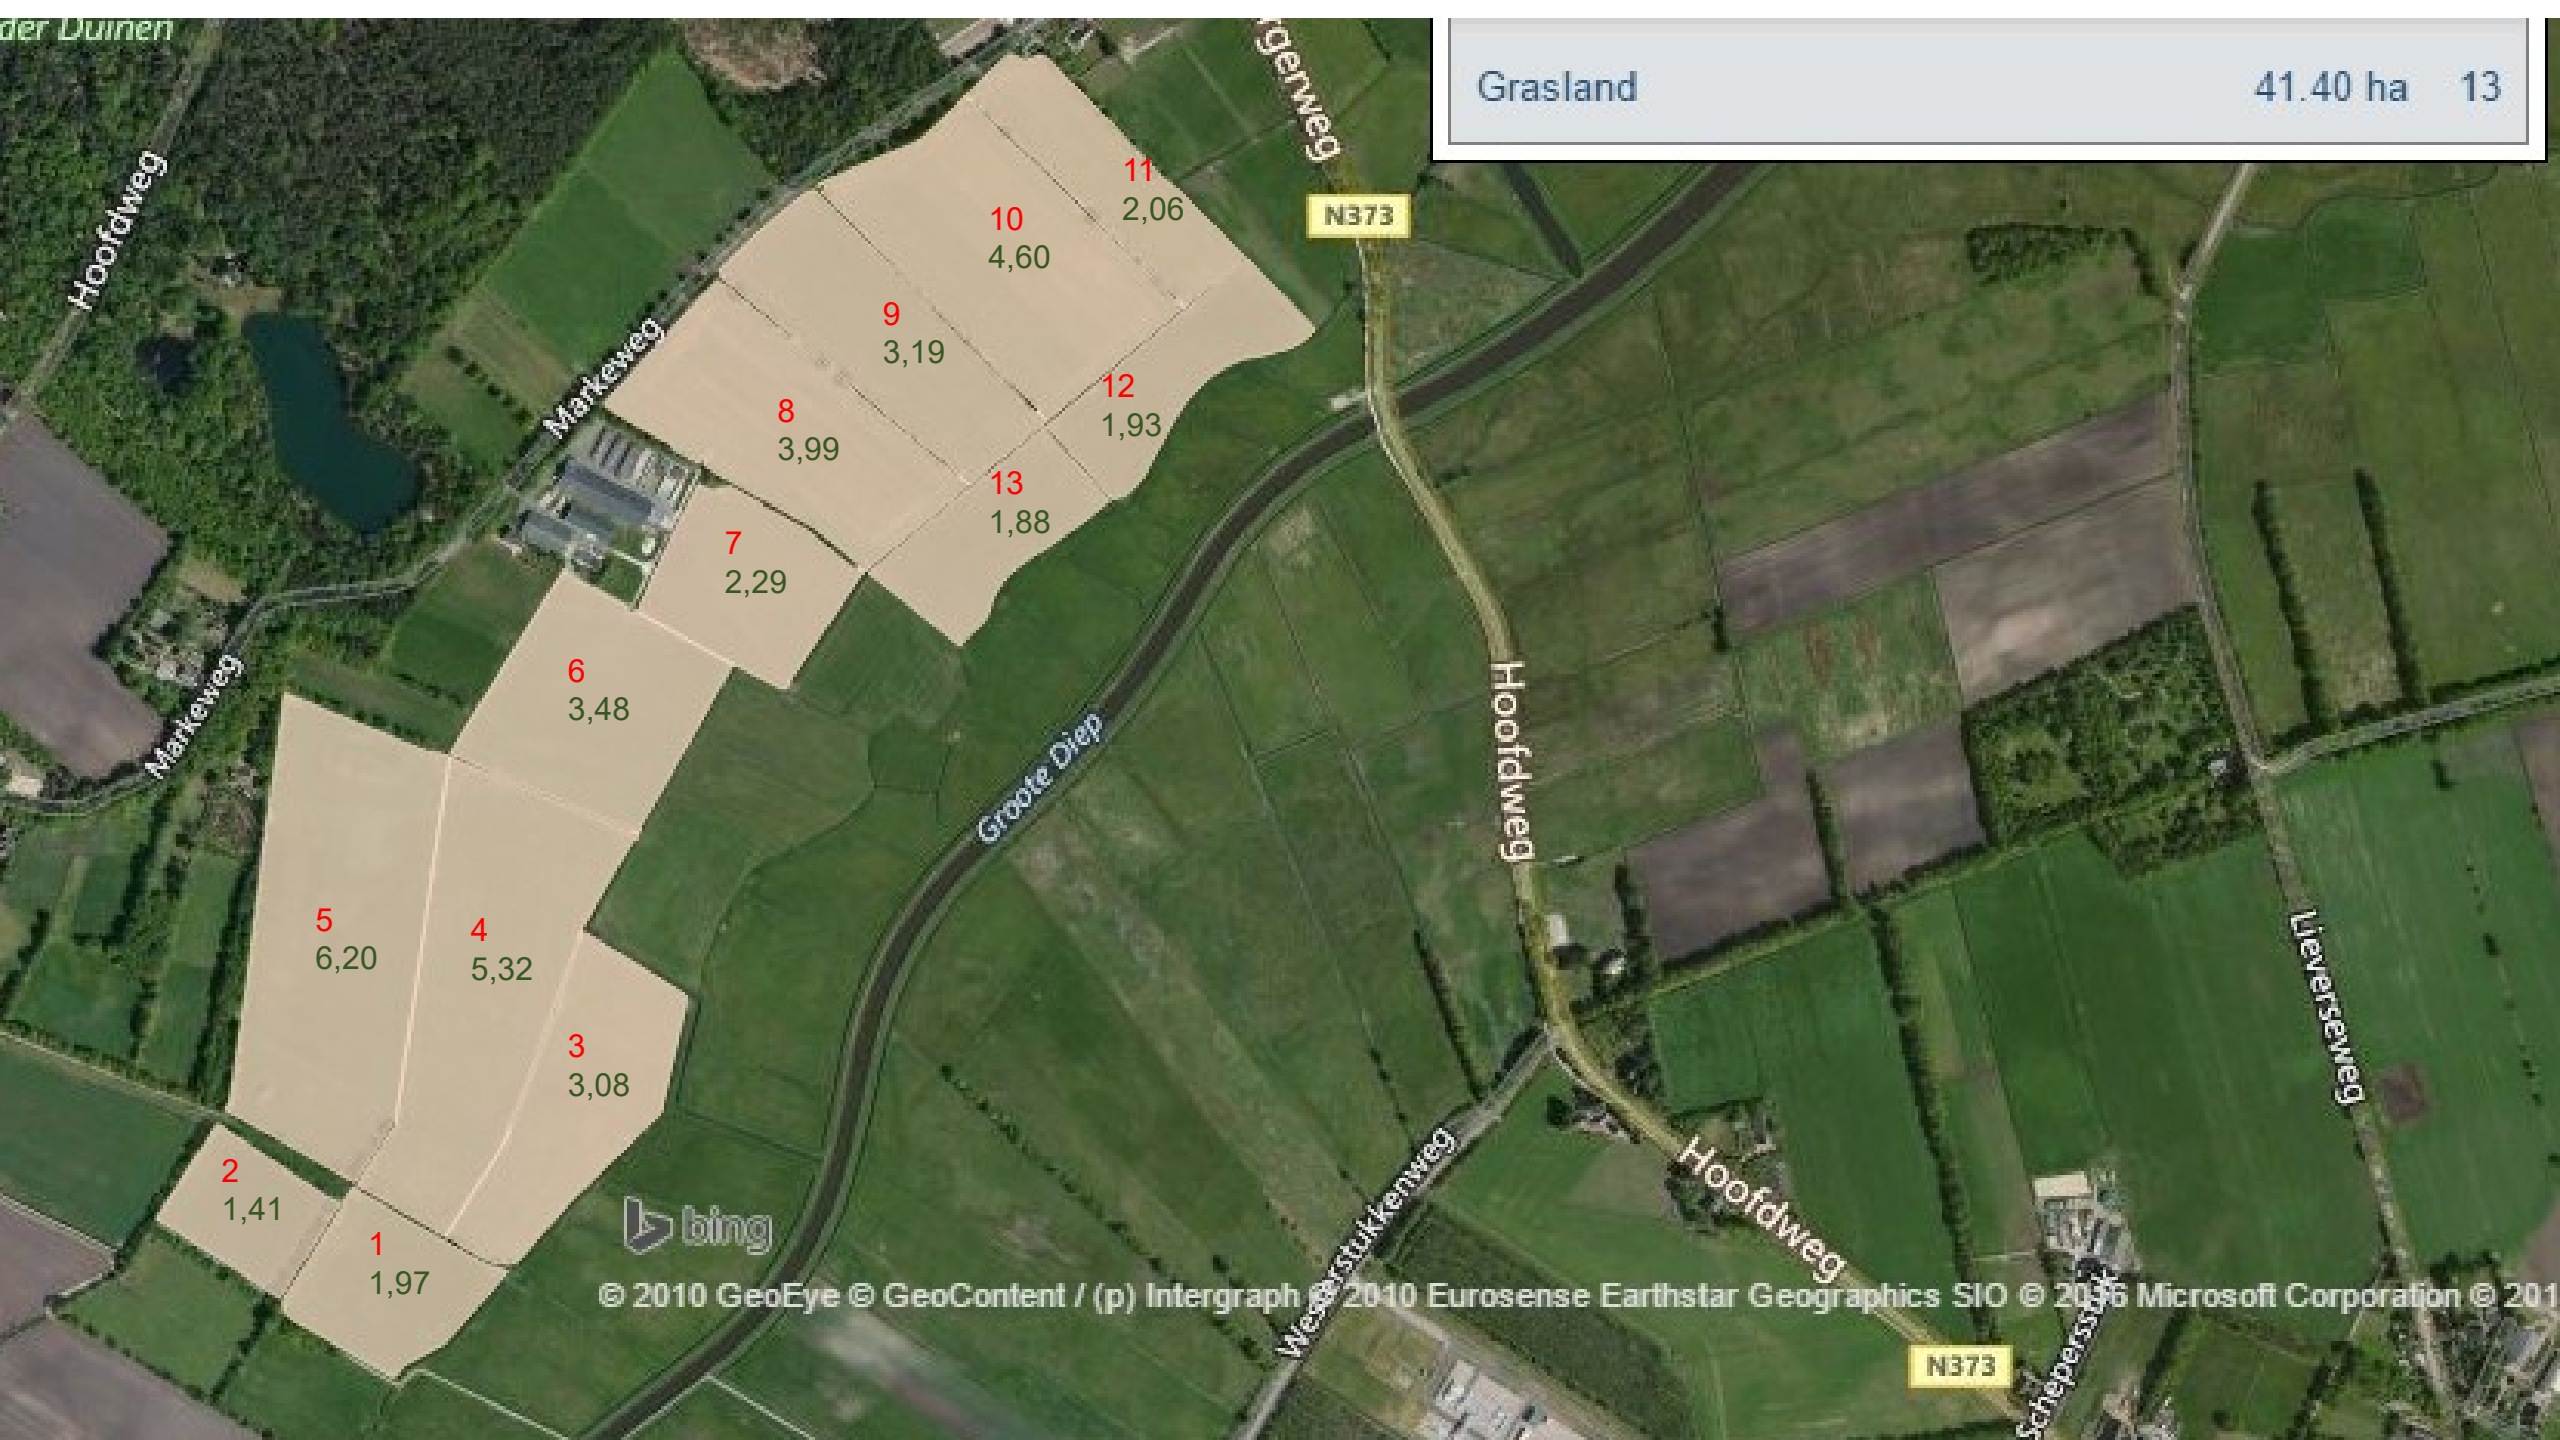 der Duinen
rgerweg
Grasland 41.40 ha 13
Hoofdweg
11
2,06
N373
10
4,60
9
3,19
Markeweg
12
1,93
8
3,99
13
1,88
7
2,29
6
3,48
Markeweg
Groote Diep
Hoofdweg
5
6,20
4
5,32
Lieverseweg
3
3,08
2
1,41
1
1,97
bing
Westerstukkenweg
Hoofdweg
© 2010 GeoEye © GeoContent / (p) Intergraph © 2010 Eurosense Earthstar Geographics SIO © 2016 Microsoft Corporation © 201
N373
Schepersstuk